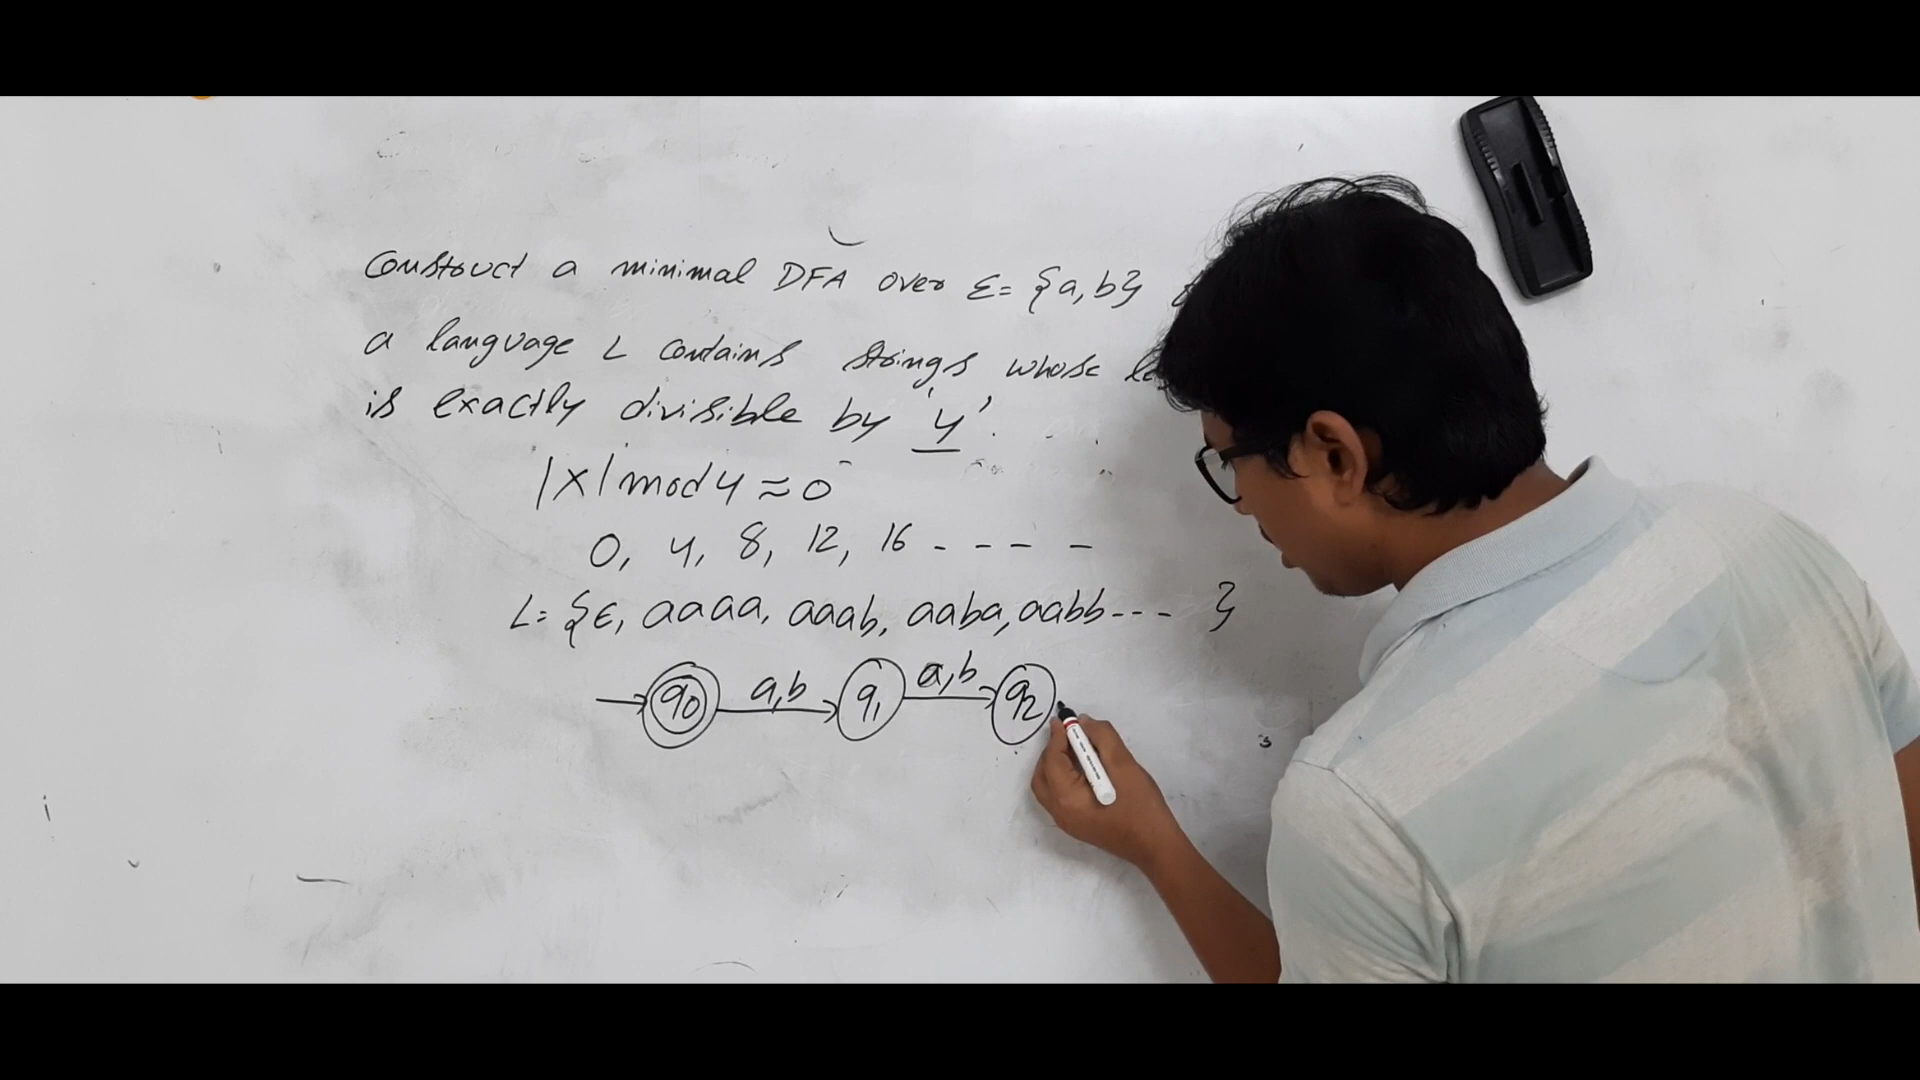 Construct a minimal DFA over Σ= {a,b}
a language L contains strings whose
is exactly divisible by '4'.
|x| mod 4 ≈ 0
0, 4, 8, 12, 16 - - - -
L= {ε, aaaa, aaab, aaba, aabb--- }
q0 a,b q1 a,b q2